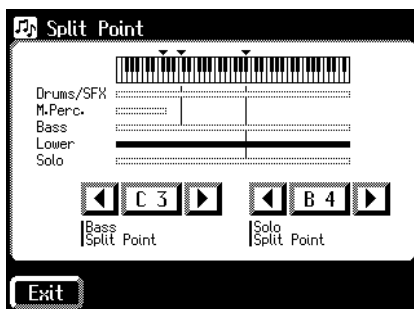 Split Point
Drums/SFX
M.Perc.
Bass
Lower
Solo
C 3
B 4
Bass
Split Point
Solo
Split Point
Exit